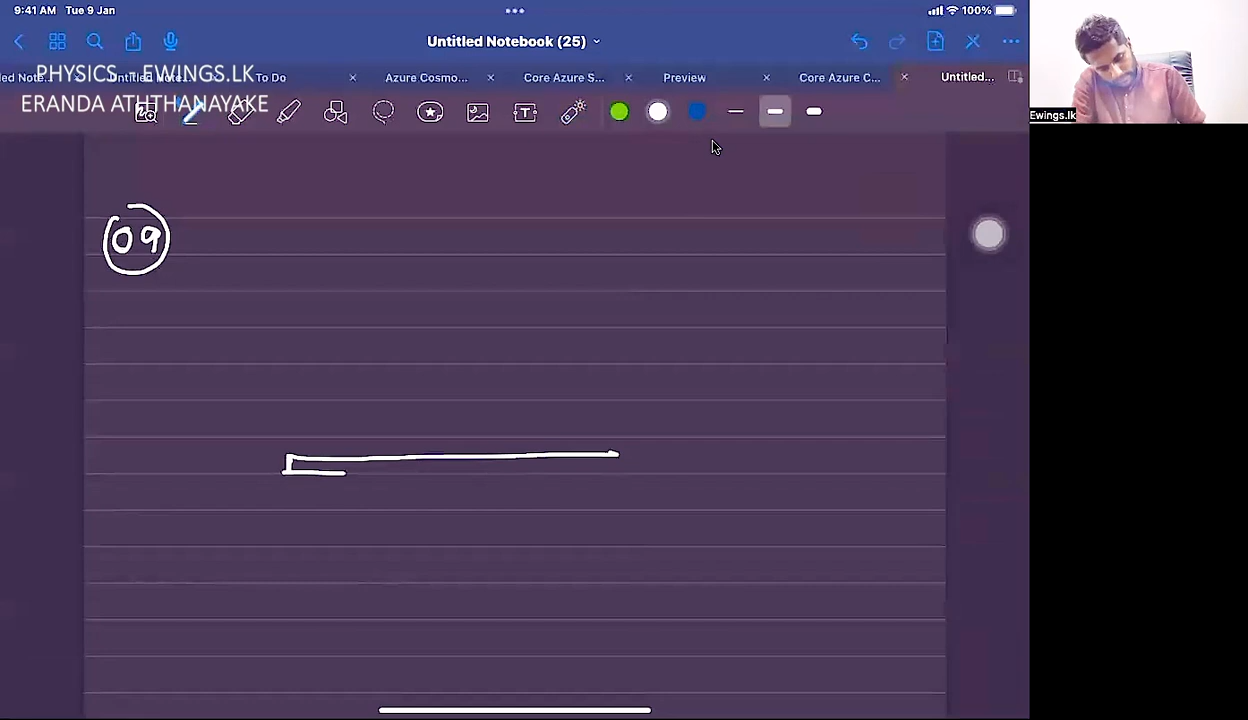 9:41 AM Tue 9 Jan
100%
Untitled Notebook (25)
PHYSICS - EWINGS.LK
ERANDA ATHTHANAYAKE
To Do
Azure Cosmo...
Core Azure S...
Preview
Core Azure C...
Untitled...
Ewings.lk
09